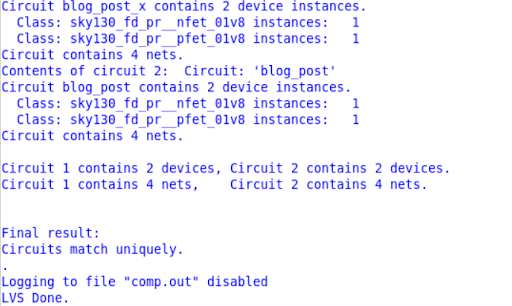 Circuit blog_post_x contains 2 device instances.
  Class: sky130_fd_pr__nfet_01v8 instances:   1
  Class: sky130_fd_pr__pfet_01v8 instances:   1
Circuit contains 4 nets.
Contents of circuit 2:  Circuit: 'blog_post'
Circuit blog_post contains 2 device instances.
  Class: sky130_fd_pr__nfet_01v8 instances:   1
  Class: sky130_fd_pr__pfet_01v8 instances:   1
Circuit contains 4 nets.

Circuit 1 contains 2 devices, Circuit 2 contains 2 devices.
Circuit 1 contains 4 nets,    Circuit 2 contains 4 nets.


Final result:
Circuits match uniquely.
.
Logging to file "comp.out" disabled
LVS Done.